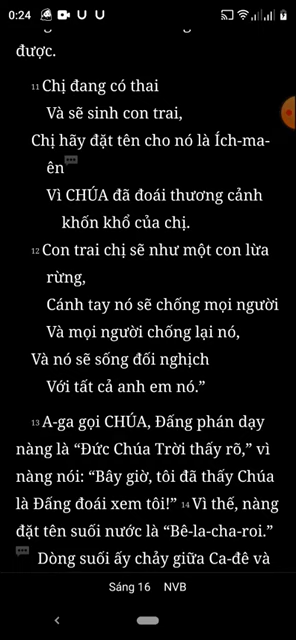 0:24
được.
11 Chị đang có thai
Và sẽ sinh con trai,
Chị hãy đặt tên cho nó là Ích-ma-
ên
Vì CHÚA đã đoái thương cảnh
khốn khổ của chị.
12 Con trai chị sẽ như một con lừa
rừng,
Cánh tay nó sẽ chống mọi người
Và mọi người chống lại nó,
Và nó sẽ sống đối nghịch
Với tất cả anh em nó.”
13 A-ga gọi CHÚA, Đấng phán dạy
nàng là “Đức Chúa Trời thấy rõ,” vì
nàng nói: “Bây giờ, tôi đã thấy Chúa
là Đấng đoái xem tôi!” 14 Vì thế, nàng
đặt tên suối nước là “Bê-la-cha-roi.”
Dòng suối ấy chảy giữa Ca-đê và
Sáng 16 NVB